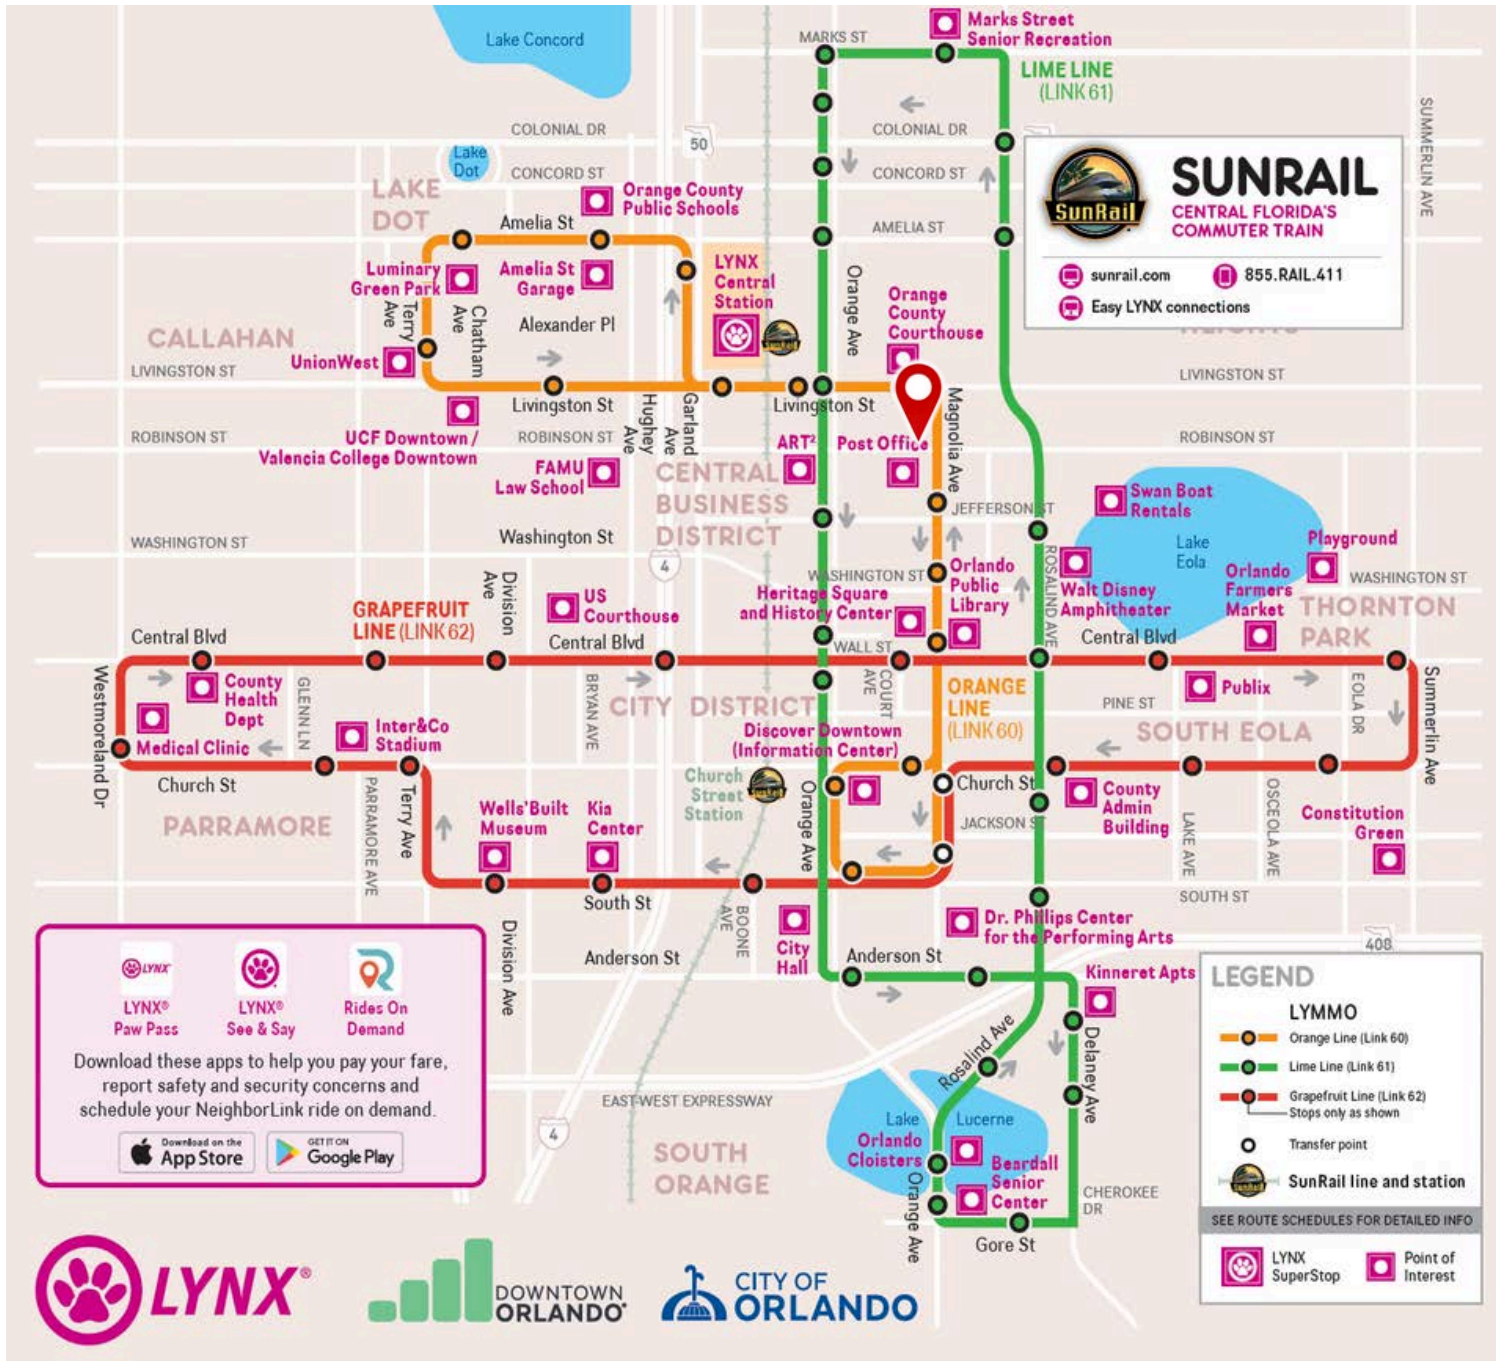 Lake Concord
MARKS ST
Marks Street
Senior Recreation
LIME LINE
(LINK 61)
COLONIAL DR
50
COLONIAL DR
SUMMERLIN AVE
Lake
Dot
CONCORD ST
CONCORD ST
LAKE
DOT
Orange County
Public Schools
Amelia St
AMELIA ST
SunRail
SUNRAIL
CENTRAL FLORIDA'S
COMMUTER TRAIN
sunrail.com
855.RAIL.411
Easy LYNX connections
Luminary
Green Park
Amelia St
Garage
LYNX
Central
Station
Orange Ave
Orange
County
Courthouse
Terry
Ave
Chatham
Ave
Alexander Pl
CALLAHAN
UnionWest
LIVINGSTON ST
LIVINGSTON ST
Livingston St
Livingston St
Hughey
Ave
Garland
Ave
Magnolia Ave
ROBINSON ST
ROBINSON ST
ROBINSON ST
UCF Downtown /
Valencia College Downtown
FAMU
Law School
ART²
Post Office
CENTRAL
BUSINESS
DISTRICT
JEFFERSON ST
Swan Boat
Rentals
Lake
Eola
Playground
WASHINGTON ST
Washington St
4
WASHINGTON ST
WASHINGTON ST
Division
Ave
US
Courthouse
Heritage Square
and History Center
Orlando
Public
Library
ROSALIND AVE
Walt Disney
Amphitheater
Orlando
Farmers
Market
THORNTON
PARK
GRAPEFRUIT
LINE (LINK 62)
Central Blvd
Central Blvd
WALL ST
Central Blvd
Westmoreland Dr
County
Health
Dept
Medical Clinic
GLENN LN
Inter&Co
Stadium
BRYAN AVE
CITY DISTRICT
COURT
AVE
ORANGE
LINE
(LINK 60)
PINE ST
Publix
EOLA DR
Summerlin Ave
SOUTH EOLA
Discover Downtown
(Information Center)
Church St
PARRAMORE
PARRAMORE AVE
Terry Ave
Church
Street
Station
SunRail
Orange Ave
Church St
JACKSON ST
County
Admin
Building
LAKE AVE
OSCEOLA AVE
Constitution
Green
Wells' Built
Museum
Kia
Center
South St
SOUTH ST
BOONE
AVE
City
Hall
Dr. Phillips Center
for the Performing Arts
Division Ave
Anderson St
Anderson St
408
Kinneret Apts
Delaney Ave
Rosalind Ave
EAST-WEST EXPRESSWAY
4
Lake
Lucerne
Orlando
Cloisters
Beardall
Senior
Center
SOUTH
ORANGE
Orange Ave
CHEROKEE
DR
Gore St
LYNX
LYNX®
Paw Pass
LYNX®
See & Say
Rides On
Demand
Download these apps to help you pay your fare,
report safety and security concerns and
schedule your NeighborLink ride on demand.
Download on the
App Store
GET IT ON
Google Play
LEGEND
LYMMO
Orange Line (Link 60)
Lime Line (Link 61)
Grapefruit Line (Link 62)
Stops only as shown
Transfer point
SunRail line and station
SEE ROUTE SCHEDULES FOR DETAILED INFO
LYNX
SuperStop
Point of
Interest
LYNX®
DOWNTOWN
ORLANDO
CITY OF
ORLANDO